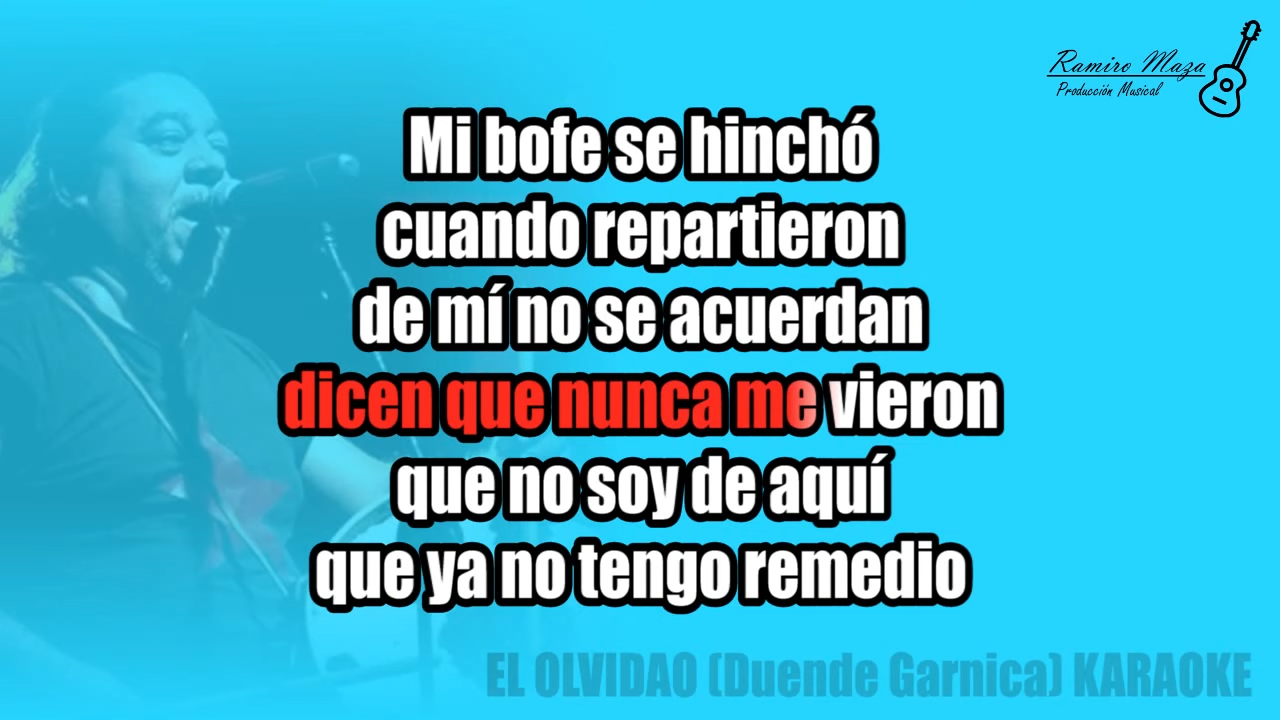 Ramiro Maza
Producción Musical
Mi bofe se hinchó
cuando repartieron
de mí no se acuerdan
dicen que nunca me vieron
que no soy de aquí
que ya no tengo remedio
EL OLVIDAO (Duende Garnica) KARAOKE